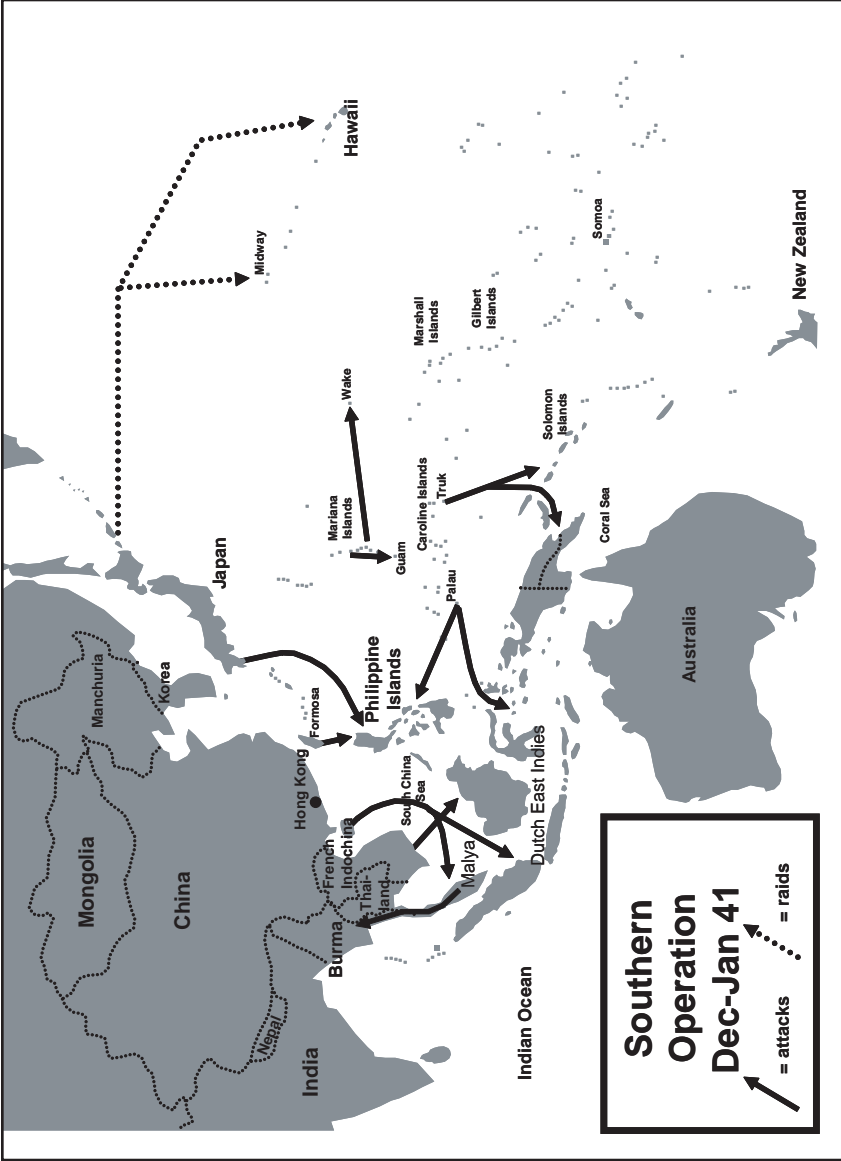 Mongolia
Manchuria
Korea
Japan
China
Nepal
India
Burma
Thai-
land
French
Indochina
Hong Kong
Formosa
South China
Sea
Malya
Philippine
Islands
Dutch East Indies
Indian Ocean
Mariana
Islands
Guam
Wake
Midway
Hawaii
Palau
Caroline Islands
Truk
Marshall
Islands
Gilbert
Islands
Solomon
Islands
Somoa
Coral Sea
Australia
New Zealand
Southern
Operation
Dec-Jan 41
= attacks
= raids